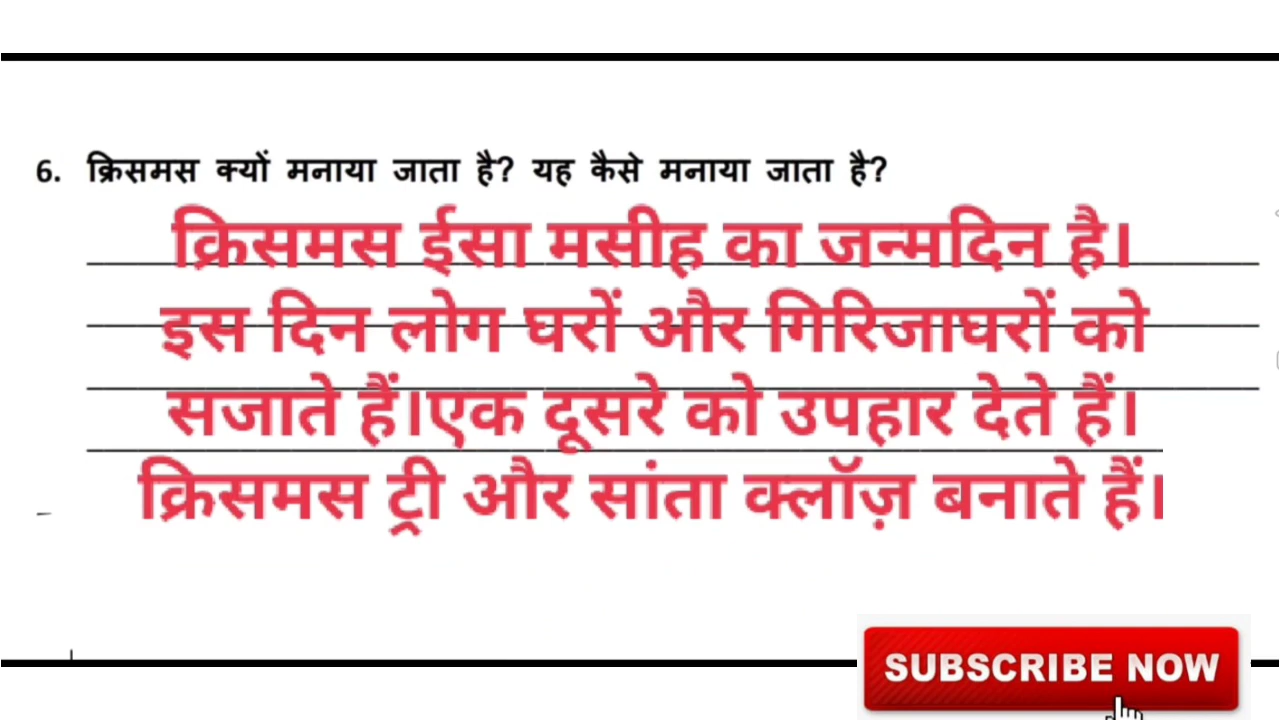 6. क्रिसमस क्यों मनाया जाता है? यह कैसे मनाया जाता है?
क्रिसमस ईसा मसीह का जन्मदिन है।
इस दिन लोग घरों और गिरिजाघरों को
सजाते हैं।एक दूसरे को उपहार देते हैं।
क्रिसमस ट्री और सांता क्लॉज़ बनाते हैं।
SUBSCRIBE NOW